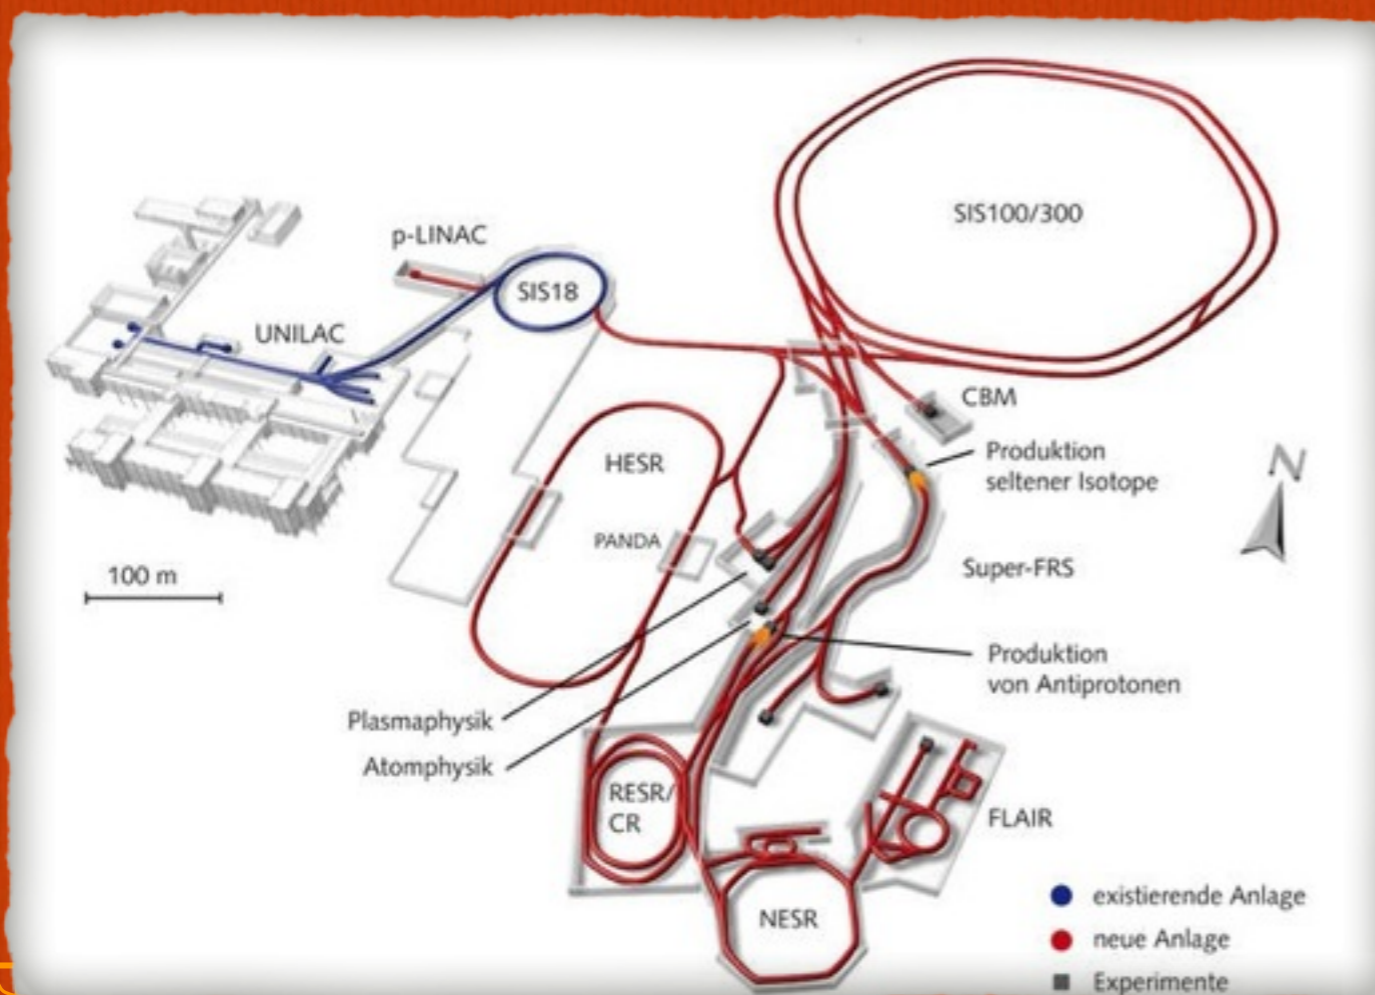 SIS100/300
p-LINAC
SIS18
UNILAC
CBM
HESR
Produktion
seltener Isotope
N
PANDA
100 m
Super-FRS
Produktion
von Antiprotonen
Plasmaphysik
Atomphysik
RESR/
CR
FLAIR
NESR
existierende Anlage
neue Anlage
Experimente